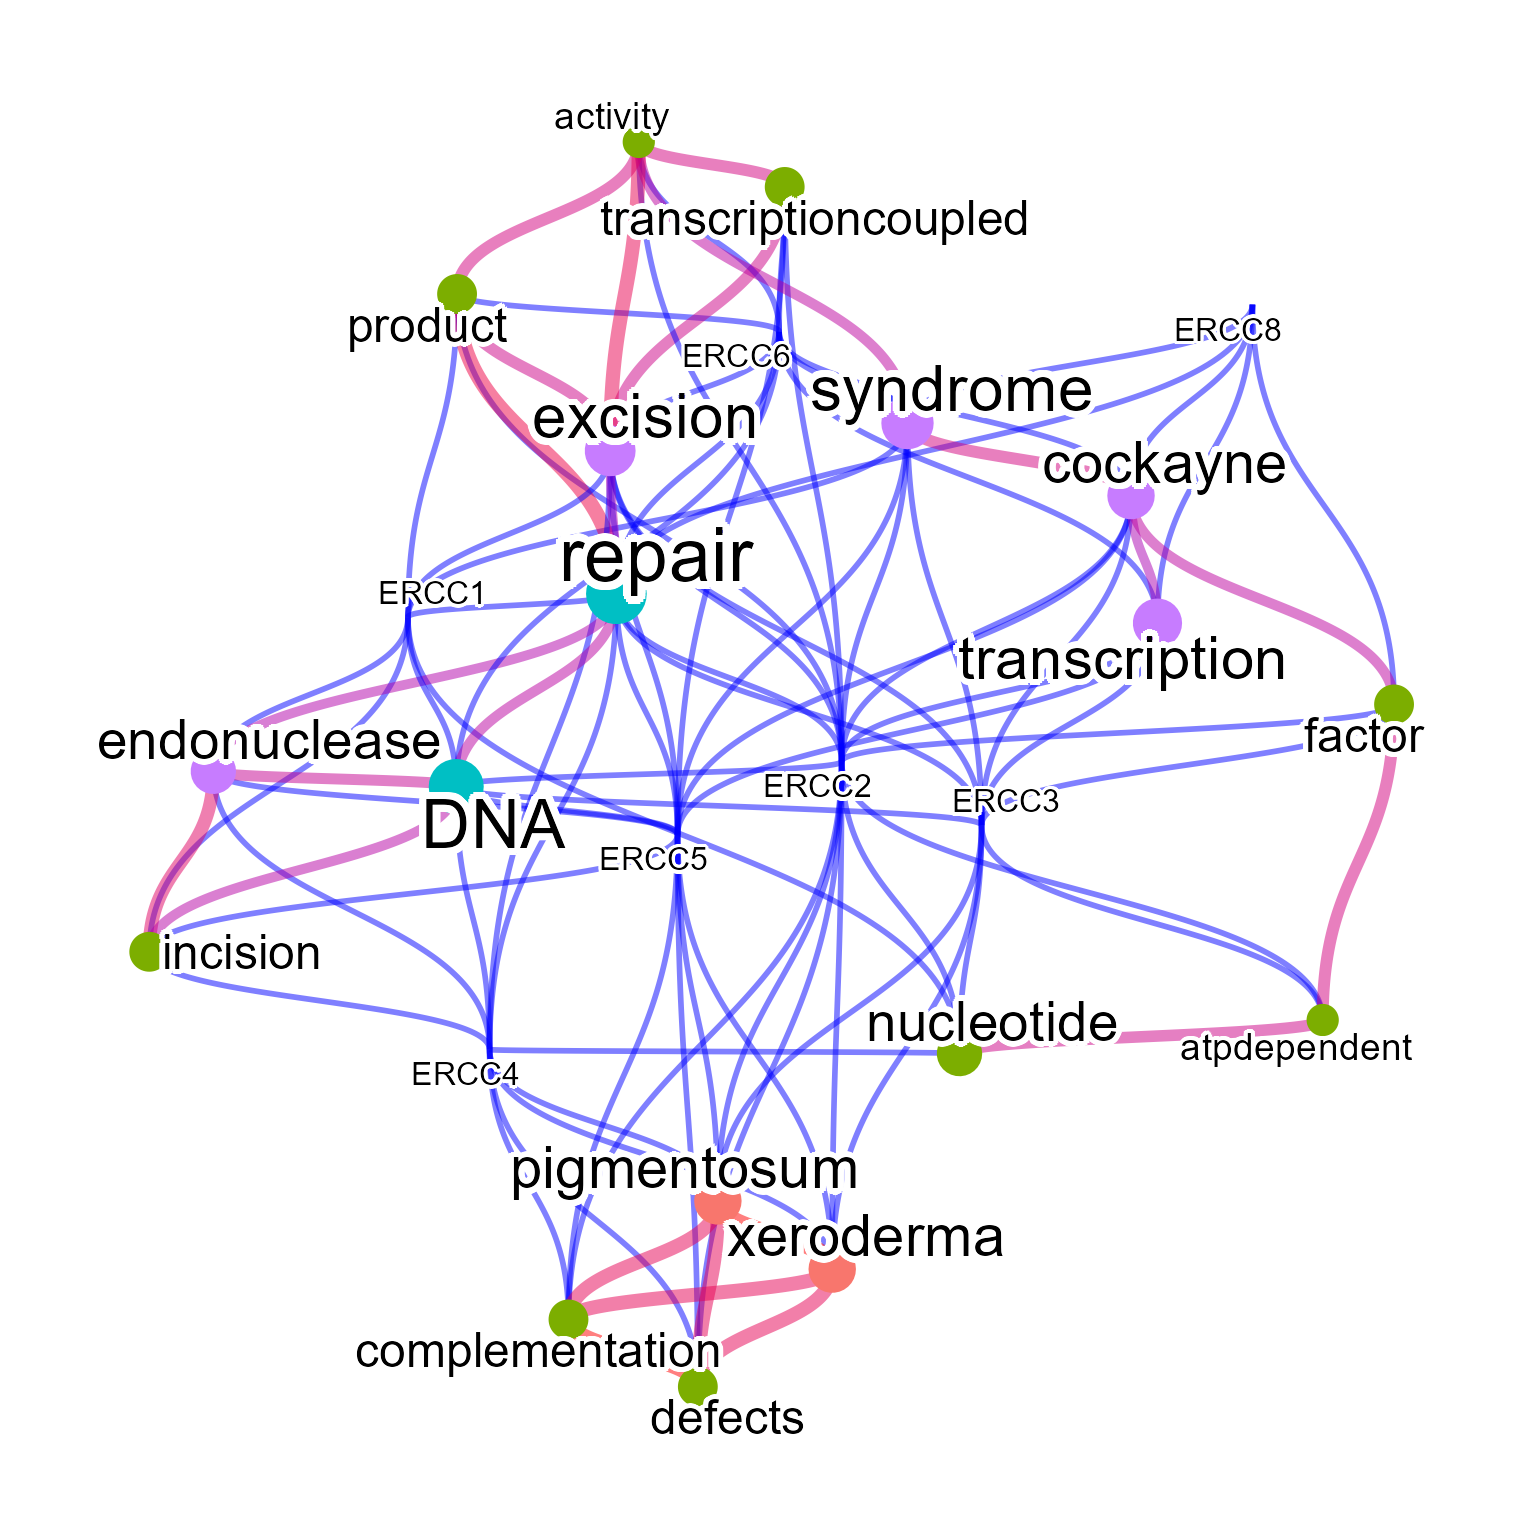 activity
transcriptioncoupled
product
ERCC8
ERCC6
syndrome
excision
cockayne
repair
ERCC1
transcription
endonuclease
factor
ERCC2
ERCC3
DNA
ERCC5
incision
nucleotide
atpdependent
ERCC4
pigmentosum
xeroderma
complementation
defects